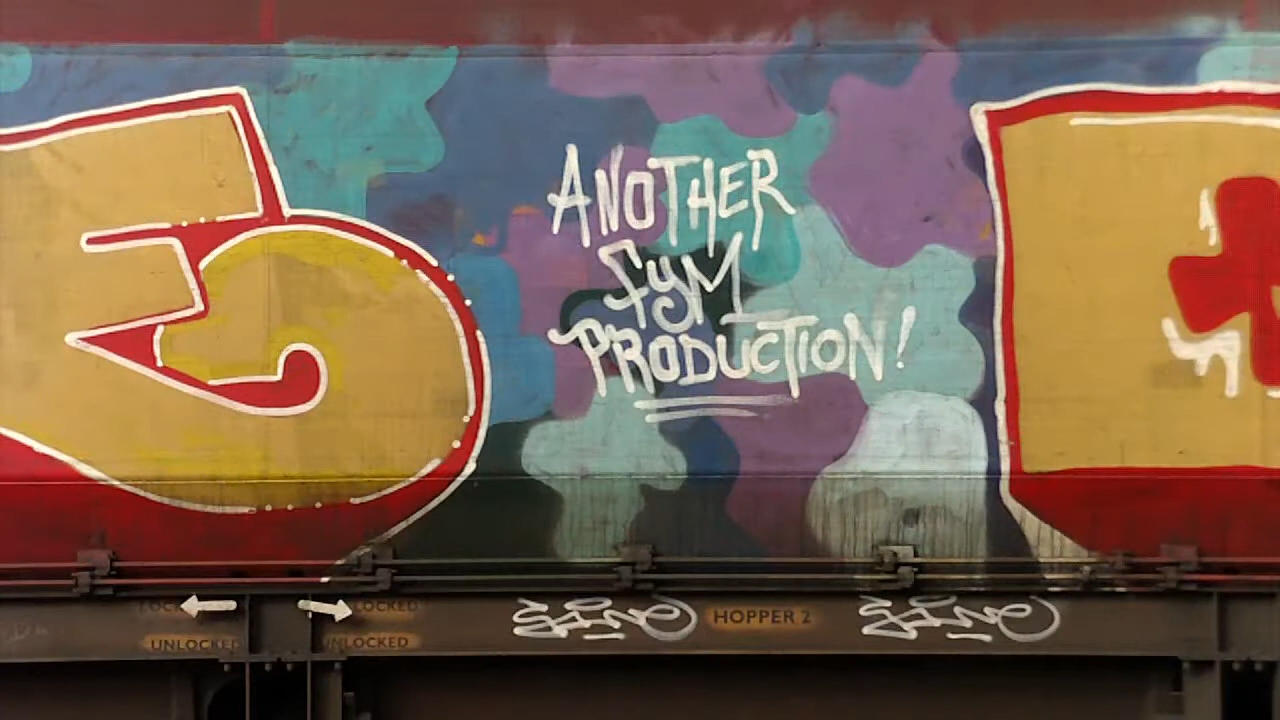 ANOTHER
FYM
PRODUCTION!
LOCKED LOCKED
HOPPER 2
UNLOCKED UNLOCKED